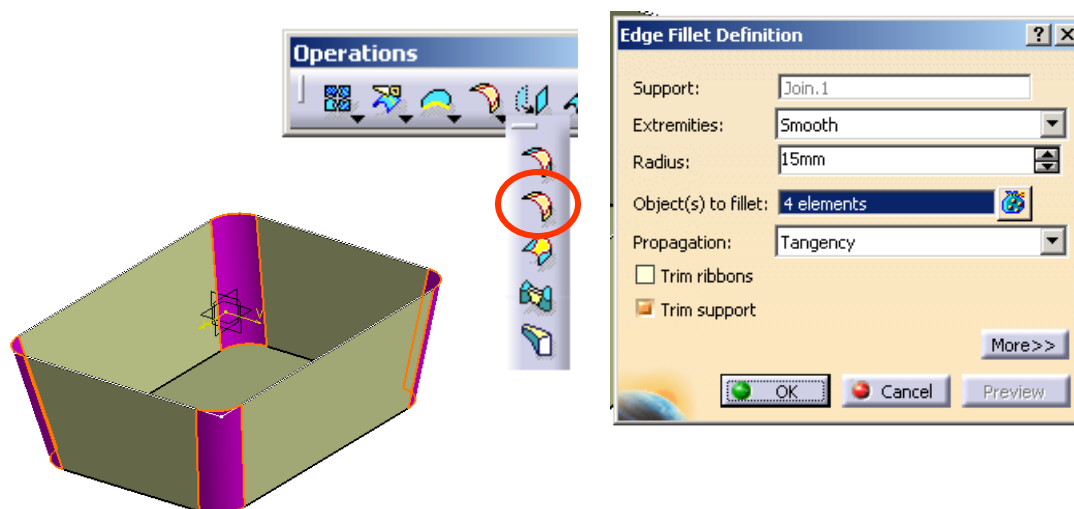 Operations
Edge Fillet Definition
Support: Join.1
Extremities: Smooth
Radius: 15mm
Object(s) to fillet: 4 elements
Propagation: Tangency
Trim ribbons
Trim support
More>>
OK Cancel Preview